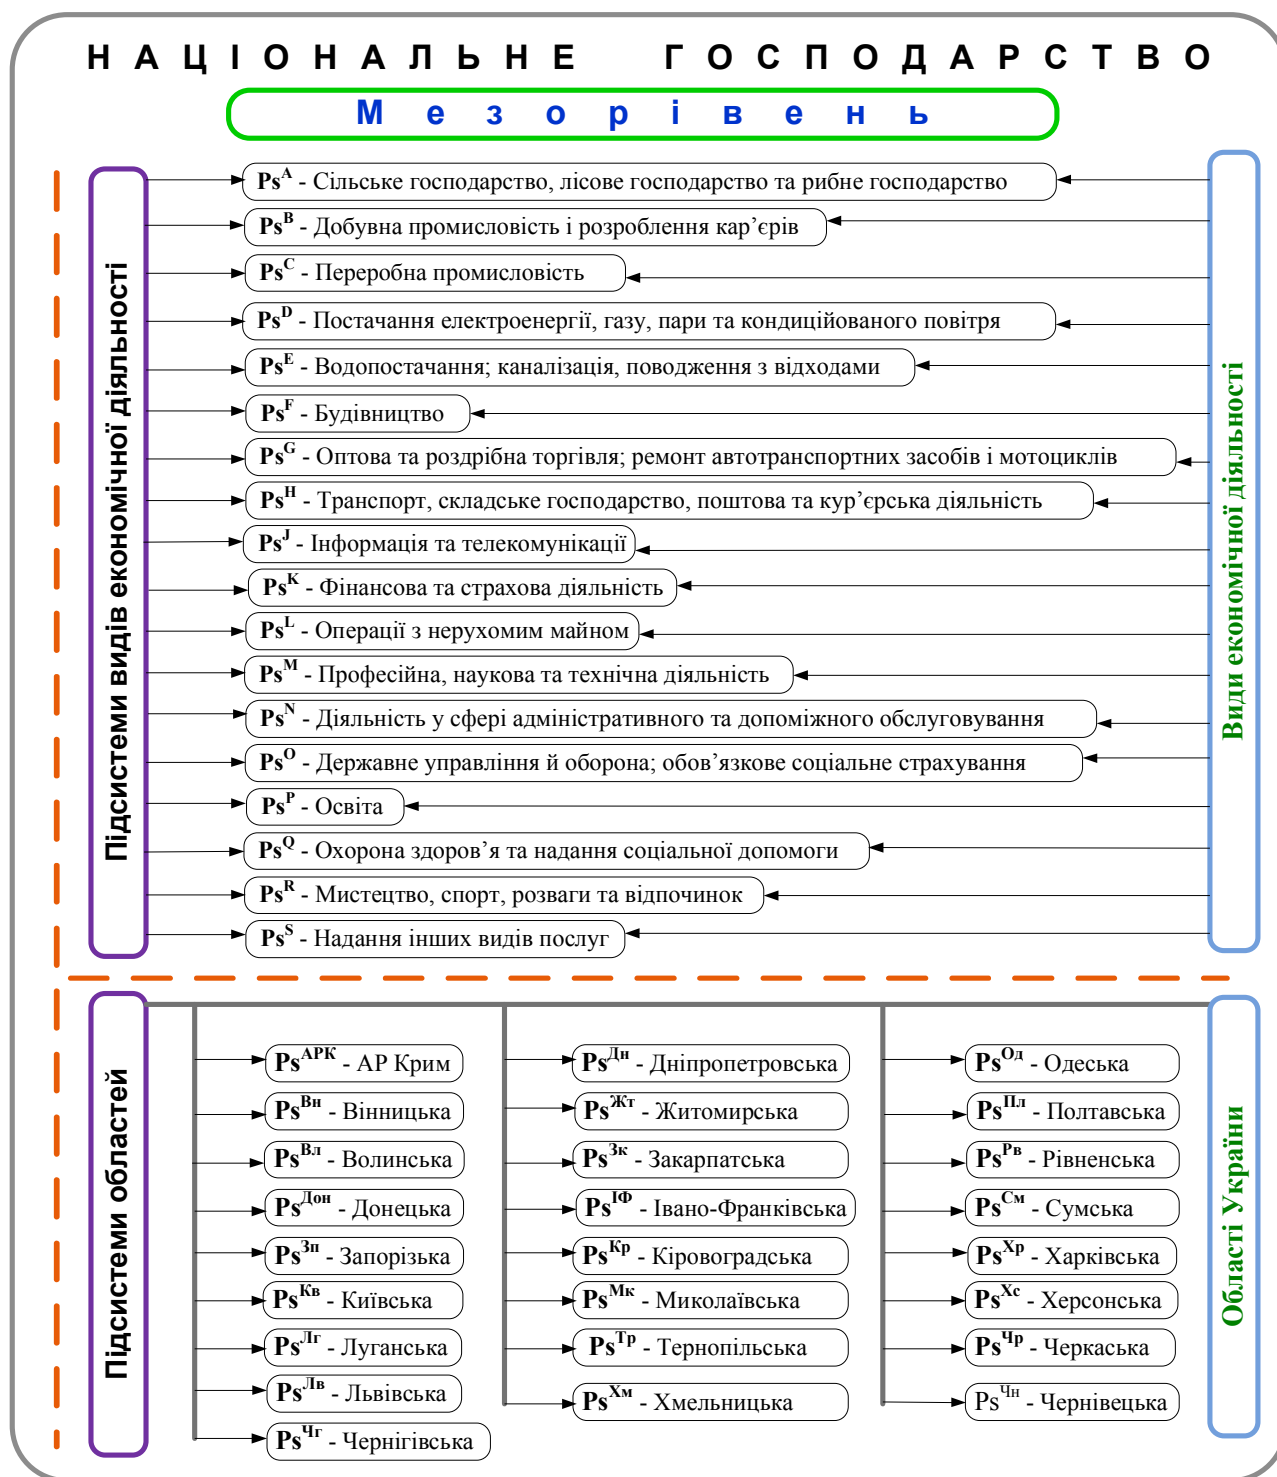 НАЦІОНАЛЬНЕ ГОСПОДАРСТВО
Мезорівень
Підсистеми видів економічної діяльності
Ps^A - Сільське господарство, лісове господарство та рибне господарство
Ps^B - Добувна промисловість і розроблення кар’єрів
Ps^C - Переробна промисловість
Ps^D - Постачання електроенергії, газу, пари та кондиційованого повітря
Ps^E - Водопостачання; каналізація, поводження з відходами
Ps^F - Будівництво
Ps^G - Оптова та роздрібна торгівля; ремонт автотранспортних засобів і мотоциклів
Ps^H - Транспорт, складське господарство, поштова та кур’єрська діяльність
Ps^J - Інформація та телекомунікації
Ps^K - Фінансова та страхова діяльність
Ps^L - Операції з нерухомим майном
Ps^M - Професійна, наукова та технічна діяльність
Ps^N - Діяльність у сфері адміністративного та допоміжного обслуговування
Ps^O - Державне управління й оборона; обов’язкове соціальне страхування
Ps^P - Освіта
Ps^Q - Охорона здоров’я та надання соціальної допомоги
Ps^R - Мистецтво, спорт, розваги та відпочинок
Ps^S - Надання інших видів послуг
Види економічної діяльності
Підсистеми областей
Ps^АРК - АР Крим
Ps^Вн - Вінницька
Ps^Вл - Волинська
Ps^Дон - Донецька
Ps^Зп - Запорізька
Ps^Кв - Київська
Ps^Лг - Луганська
Ps^Лв - Львівська
Ps^Чг - Чернігівська
Ps^Дн - Дніпропетровська
Ps^Жт - Житомирська
Ps^Зк - Закарпатська
Ps^ІФ - Івано-Франківська
Ps^Кр - Кіровоградська
Ps^Мк - Миколаївська
Ps^Тр - Тернопільська
Ps^Хм - Хмельницька
Ps^Од - Одеська
Ps^Пл - Полтавська
Ps^Рв - Рівненська
Ps^См - Сумська
Ps^Хр - Харківська
Ps^Хс - Херсонська
Ps^Чр - Черкаська
Ps^Чн - Чернівецька
Області України